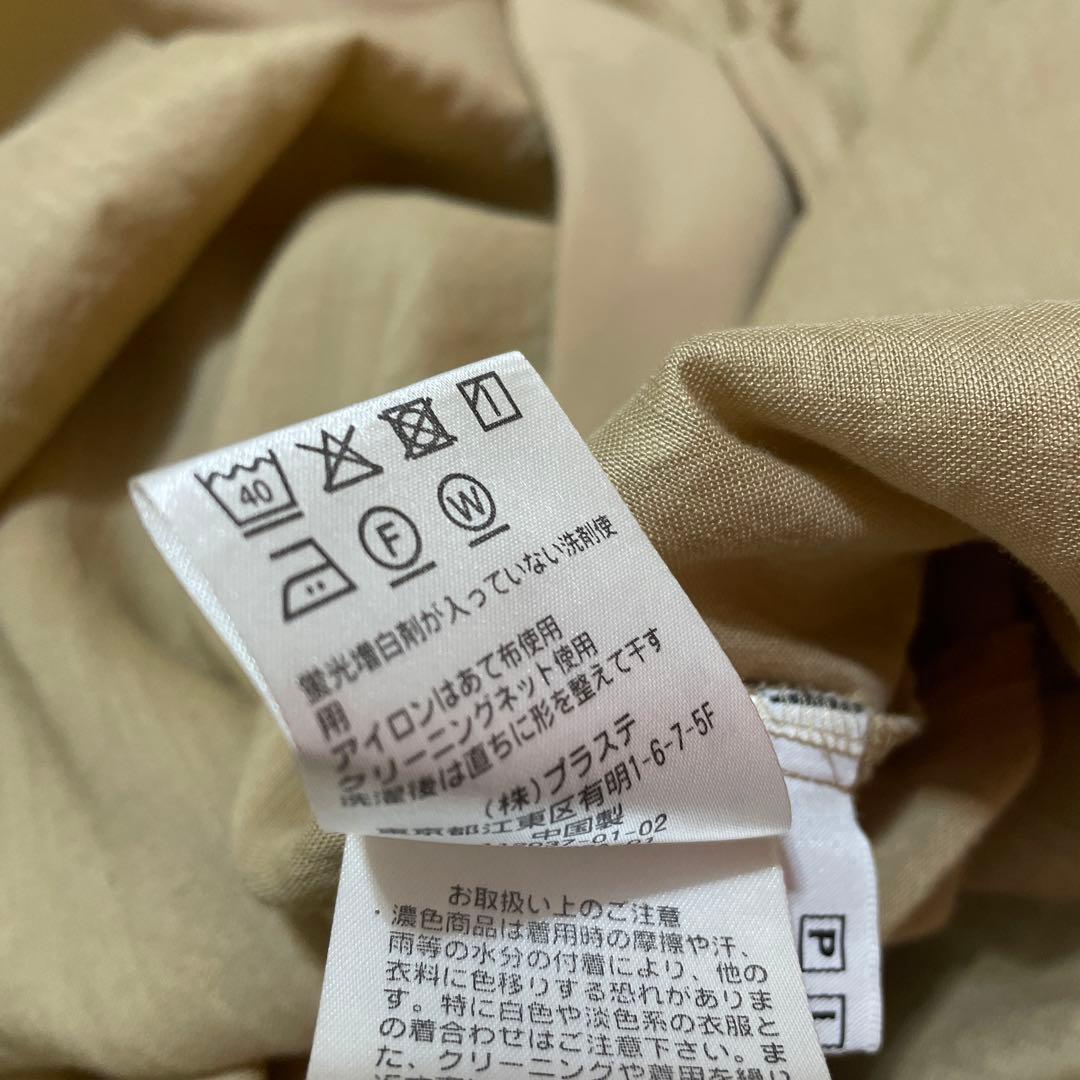 40
F W
蛍光増白剤が入っていない洗剤使
用
アイロンはあて布使用
クリーニングネット使用
洗濯後は直ちに形を整えて干す
(株)プラステ
東京都江東区有明1-6-7-5F
中国製
-01-02
お取扱い上のご注意
・濃色商品は着用時の摩擦や汗、
雨等の水分の付着により、他の
衣料に色移りする恐れがありま
す。特に白色や淡色系の衣服と
の着合わせはご注意下さい。ま
た、クリーニングや着用を繰り
P